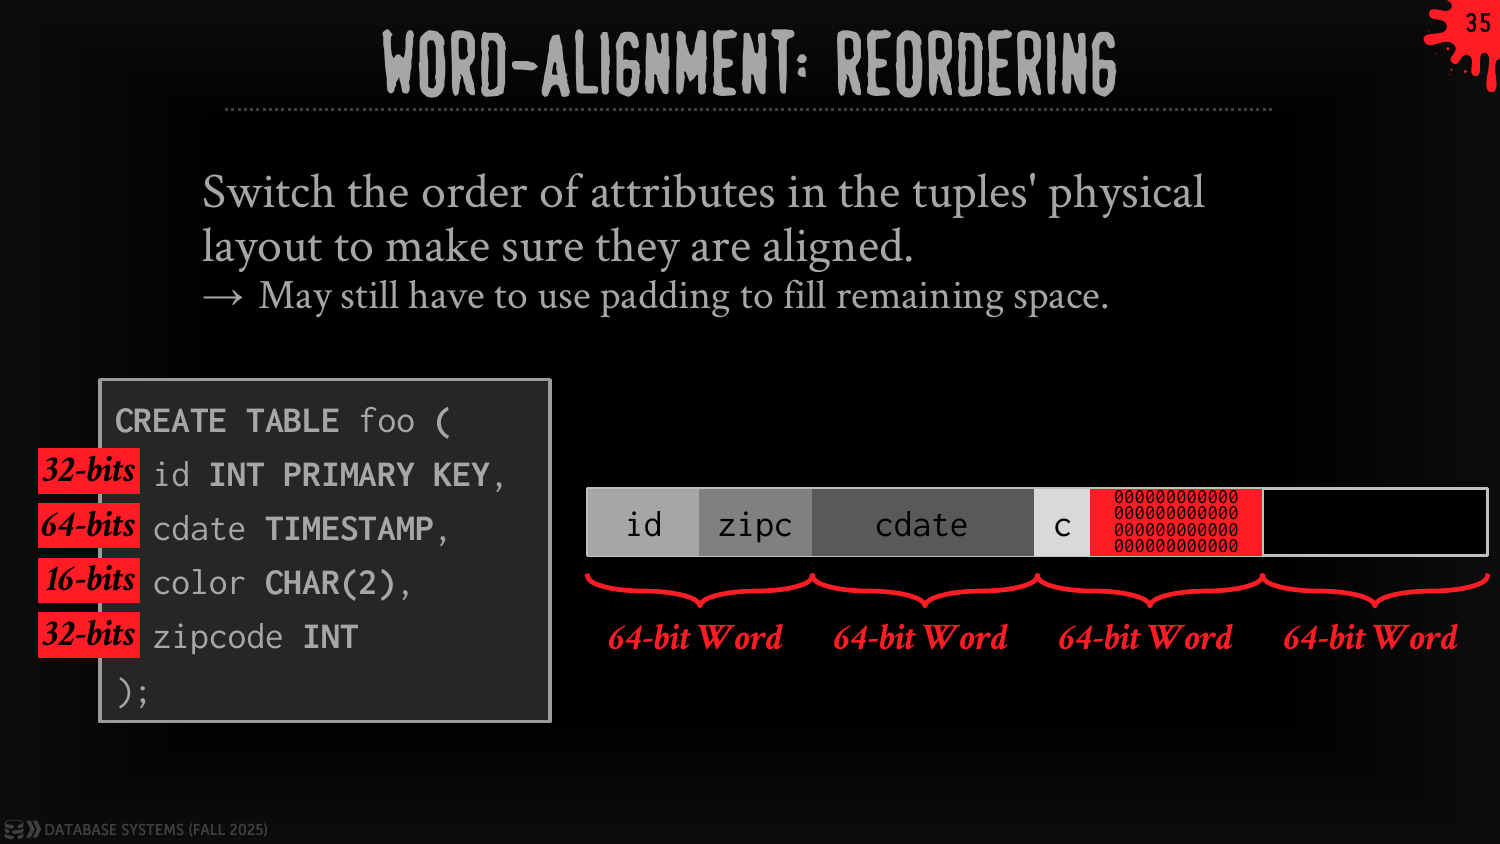 35
WORD-ALIGNMENT: REORDERING
Switch the order of attributes in the tuples' physical
layout to make sure they are aligned.
→ May still have to use padding to fill remaining space.
CREATE TABLE foo (
32-bits id INT PRIMARY KEY,
64-bits cdate TIMESTAMP,
16-bits color CHAR(2),
32-bits zipcode INT
);
id zipc cdate c
000000000000
000000000000
000000000000
000000000000
64-bit Word 64-bit Word 64-bit Word 64-bit Word
DATABASE SYSTEMS (FALL 2025)